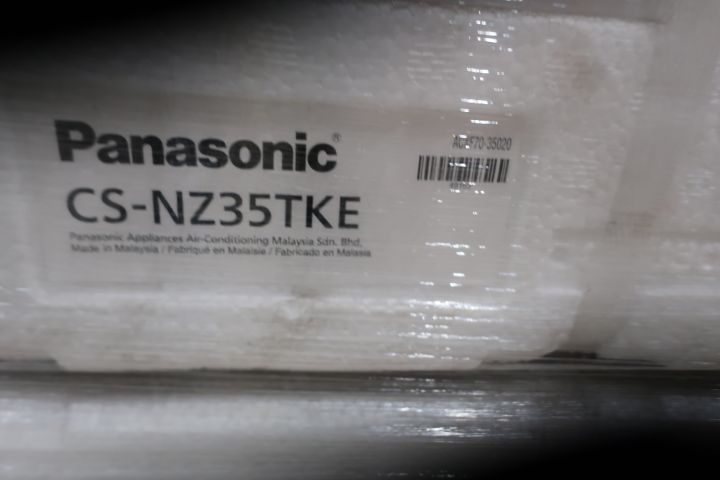 Panasonic®
CS-NZ35TKE
Panasonic Appliances Air-Conditioning Malaysia Sdn. Bhd.
Made in Malaysia / Fabriqué en Malaisie / Fabricado en Malasia